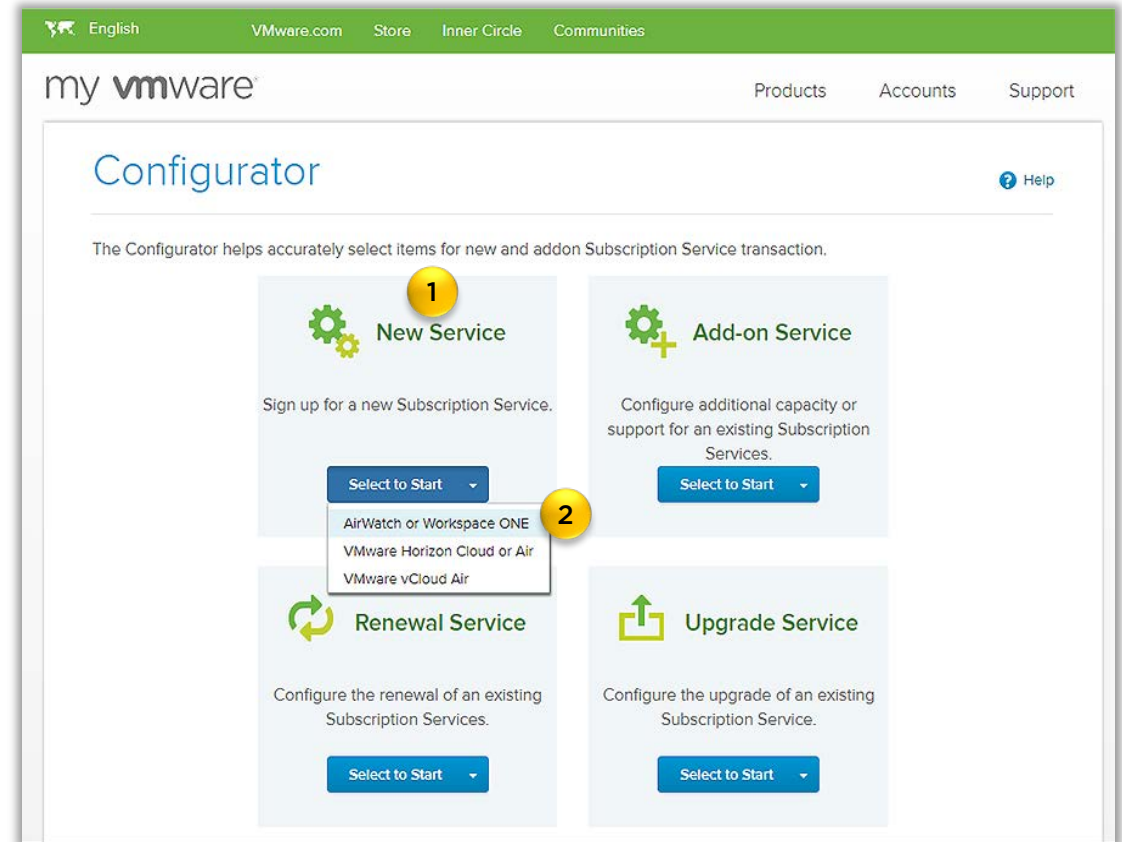 English VMware.com Store Inner Circle Communities
my vmware Products Accounts Support
Configurator
Help
The Configurator helps accurately select items for new and addon Subscription Service transaction.
1
New Service
Sign up for a new Subscription Service.
Select to Start
2
AirWatch or Workspace ONE
VMware Horizon Cloud or Air
VMware vCloud Air
Add-on Service
Configure additional capacity or
support for an existing Subscription
Services.
Select to Start
Renewal Service
Configure the renewal of an existing
Subscription Services.
Select to Start
Upgrade Service
Configure the upgrade of an existing
Subscription Service.
Select to Start